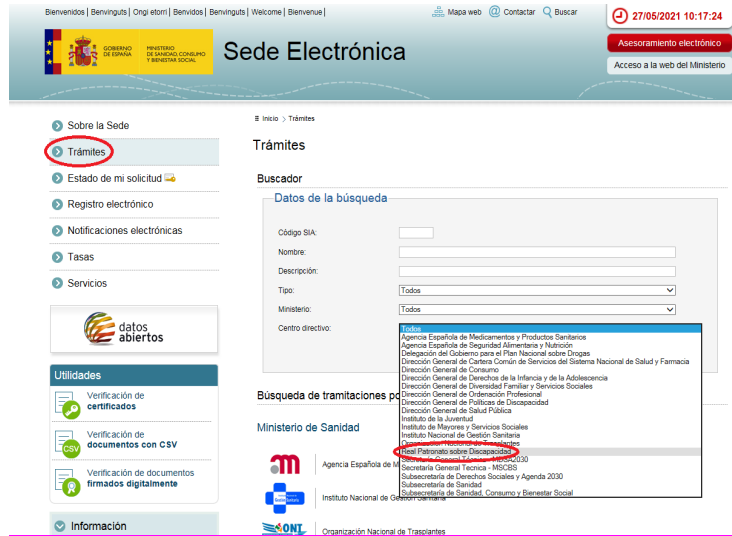 Bienvenidos | Benvinguts | Ongi etorri | Benvidos | Benvinguts | Welcome | Bienvenue |
Mapa web @ Contactar Buscar
27/05/2021 10:17:24
GOBIERNO DE ESPAÑA
MINISTERIO DE SANIDAD, CONSUMO Y BIENESTAR SOCIAL
Sede Electrónica
Asesoramiento electrónico
Acceso a la web del Ministerio
Sobre la Sede
Trámites
Estado de mi solicitud
Registro electrónico
Notificaciones electrónicas
Tasas
Servicios
datos
abiertos
Utilidades
Verificación de
certificados
CSV
Verificación de
documentos con CSV
Verificación de documentos
firmados digitalmente
Información
Inicio > Trámites
Trámites
Buscador
Datos de la búsqueda
Código SIA:
Nombre:
Descripción:
Tipo: Todos
Ministerio: Todos
Centro directivo:
Todos
Agencia Española de Medicamentos y Productos Sanitarios
Agencia Española de Seguridad Alimentaria y Nutrición
Delegación del Gobierno para el Plan Nacional sobre Drogas
Dirección General de Cartera Común de Servicios del Sistema Nacional de Salud y Farmacia
Dirección General de Consumo
Dirección General de Derechos de la Infancia y de la Adolescencia
Dirección General de Diversidad Familiar y Servicios Sociales
Dirección General de Ordenación Profesional
Dirección General de Políticas de Discapacidad
Dirección General de Salud Pública
Instituto de la Juventud
Instituto de Mayores y Servicios Sociales
Instituto Nacional de Gestión Sanitaria
Organización Nacional de Trasplantes
Real Patronato sobre Discapacidad
Secretaría General Técnica - MDSA2030
Secretaría General Tecnica - MSCBS
Subsecretaría de Derechos Sociales y Agenda 2030
Subsecretaría de Sanidad
Subsecretaría de Sanidad, Consumo y Bienestar Social
Búsqueda de tramitaciones po
Ministerio de Sanidad
Agencia Española de M
Instituto Nacional de Gestión Sanitaria
ONT
Organización Nacional de Trasplantes